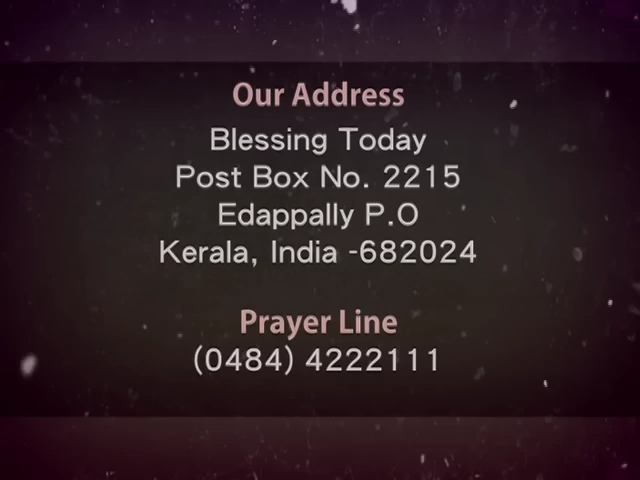 Our Address
Blessing Today
Post Box No. 2215
Edappally P.O
Kerala, India -682024
Prayer Line
(0484) 4222111